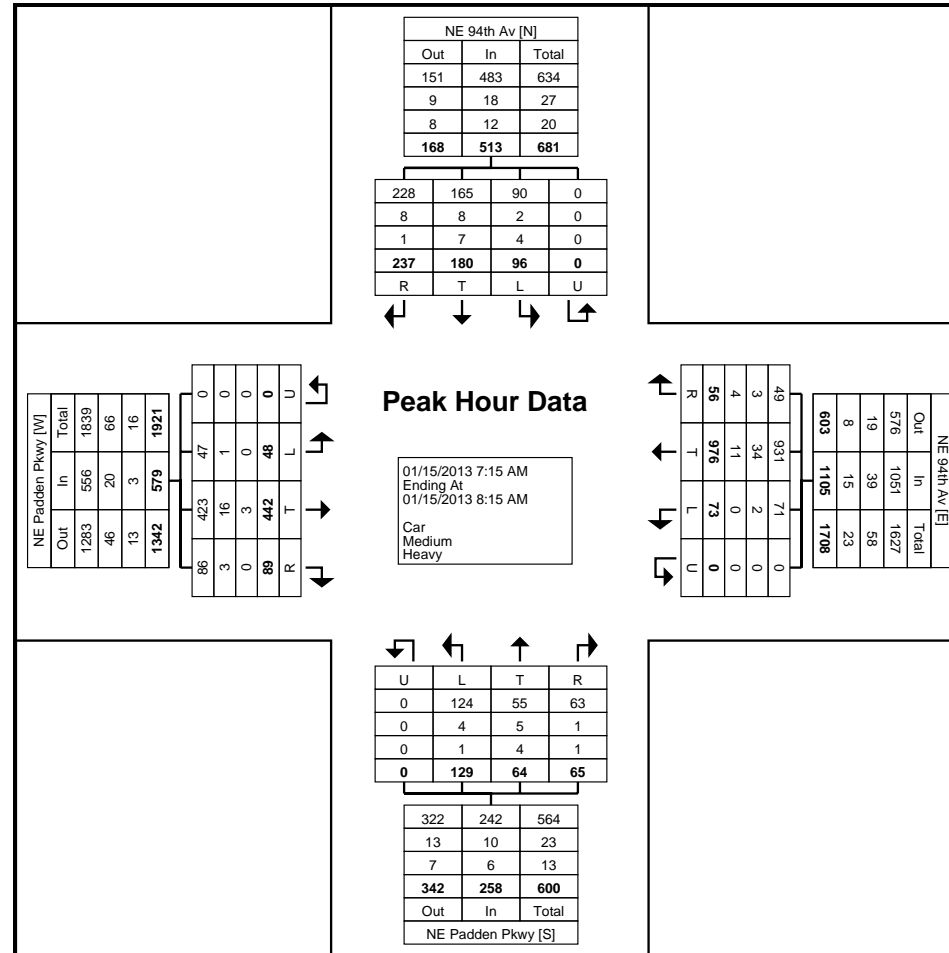 NE 94th Av [N]
Out In Total
151 483 634
9 18 27
8 12 20
168 513 681
228 165 90 0
8 8 2 0
1 7 4 0
237 180 96 0
R T L U
NE Padden Pkwy [W]
Total In Out
1839 556 1283
66 20 46
16 3 13
1921 579 1342
0 47 423 86
0 1 16 3
0 0 3 0
0 48 442 89
U L T R
Peak Hour Data
01/15/2013 7:15 AM
Ending At
01/15/2013 8:15 AM
Car
Medium
Heavy
R T L U
56 976 73 0
4 11 0 0
3 34 2 0
49 931 71 0
603 1105 1708
8 15 23
19 39 58
576 1051 1627
Out In Total
NE 94th Av [E]
U L T R
0 124 55 63
0 4 5 1
0 1 4 1
0 129 64 65
322 242 564
13 10 23
7 6 13
342 258 600
Out In Total
NE Padden Pkwy [S]